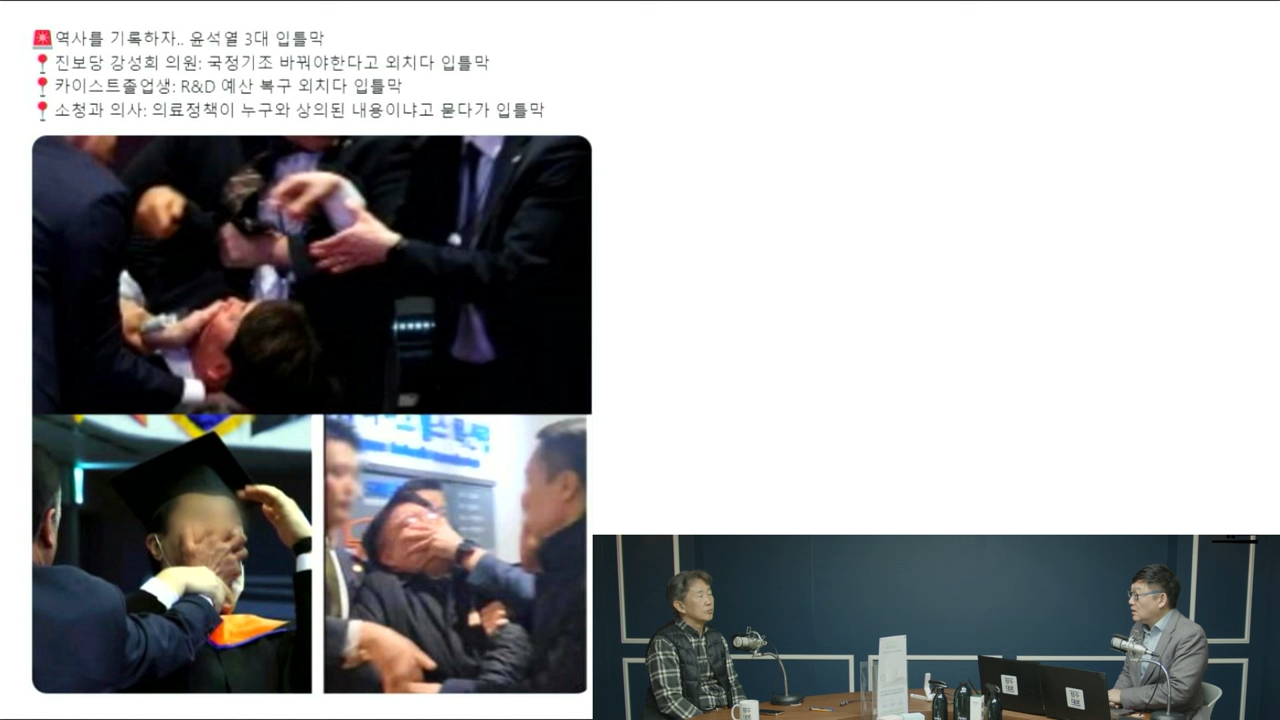 역사를 기록하자.. 윤석열 3대 입틀막
진보당 강성희 의원: 국정기조 바꿔야한다고 외치다 입틀막
카이스트졸업생: R&D 예산 복구 외치다 입틀막
소청과 의사: 의료정책이 누구와 상의된 내용이냐고 묻다가 입틀막